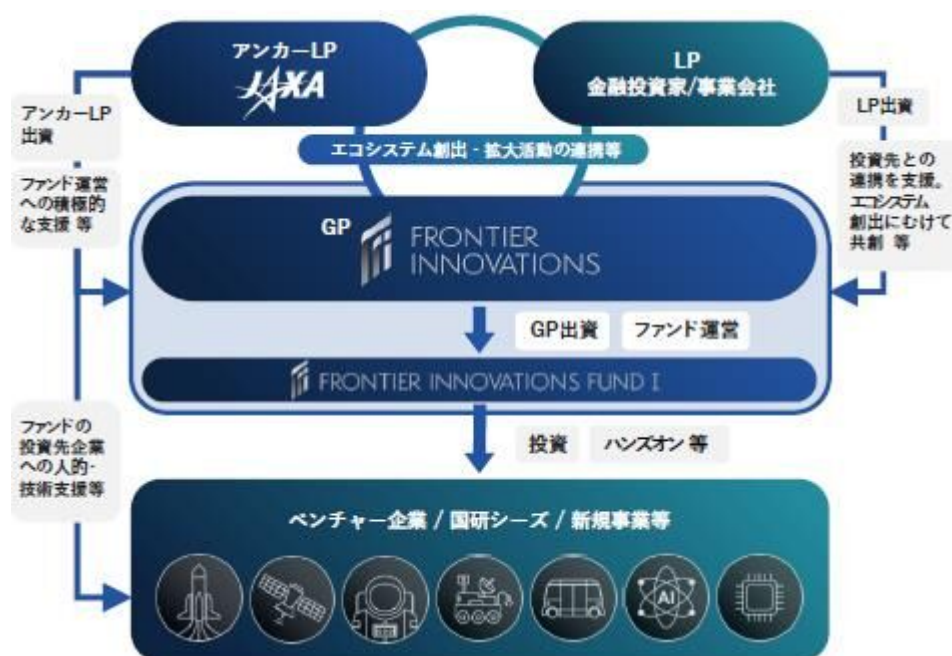 アンカーLP
JAXA
LP
金融投資家/事業会社
アンカーLP
出資
LP出資
エコシステム創出‐拡大活動の連携等
ファンド運営
への積極的
な支援 等
投資先との
連携を支援。
エコシステム
創出にむけて
共創 等
GP
FRONTIER
INNOVATIONS
GP出資
ファンド運営
FRONTIER INNOVATIONS FUND I
ファンドの
投資先企業
への人的‐
技術支援等
投資
ハンズオン 等
ベンチャー企業 / 国研シーズ / 新規事業等
AI